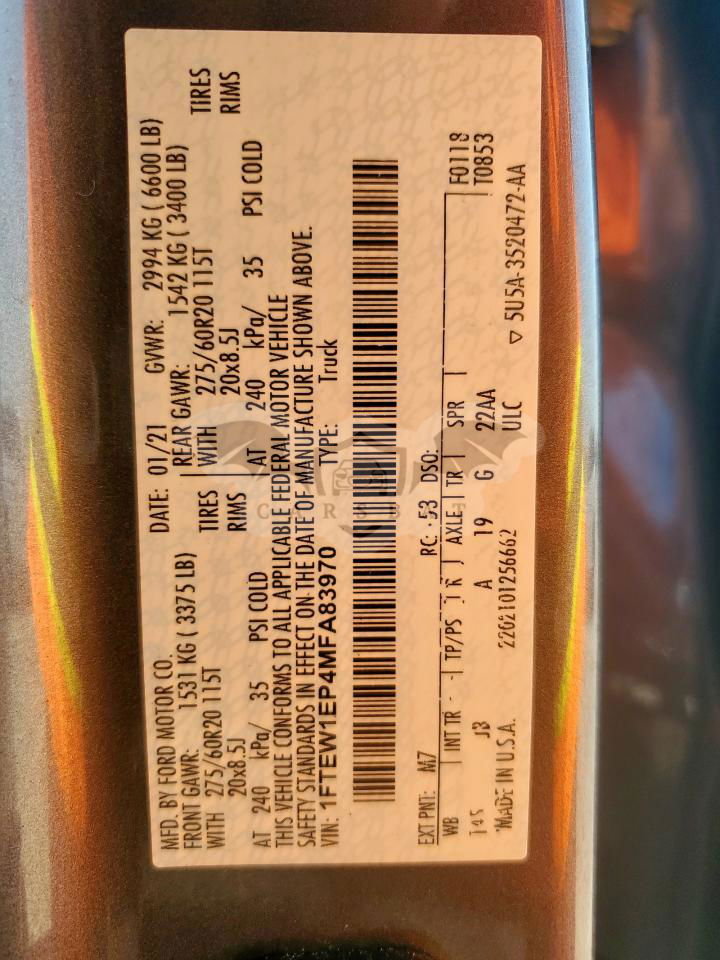 MFD. BY FORD MOTOR CO. DATE: 01/21 GVWR: 2994 KG ( 6600 LB)
FRONT GAWR: 1531 KG ( 3375 LB) REAR GAWR: 1542 KG ( 3400 LB)
WITH 275/60R20 115T TIRES WITH 275/60R20 115T TIRES
20x8.5J RIMS 20x8.5J RIMS
AT 240 kPa/ 35 PSI COLD AT 240 kPa/ 35 PSI COLD
THIS VEHICLE CONFORMS TO ALL APPLICABLE FEDERAL MOTOR VEHICLE
SAFETY STANDARDS IN EFFECT ON THE DATE OF MANUFACTURE SHOWN ABOVE.
VIN: 1FTEW1EP4MFA83970 TYPE: Truck
CARSBAT
EXT PNT: M7 RC: 53 DSO: F0118
WB INT TR TP/PS R AXLE TR SPR T0853
145 JB A 19 G 22AA
MADE IN U.S.A. 2202101256662 ULC ▽ 5U5A-3520472-AA